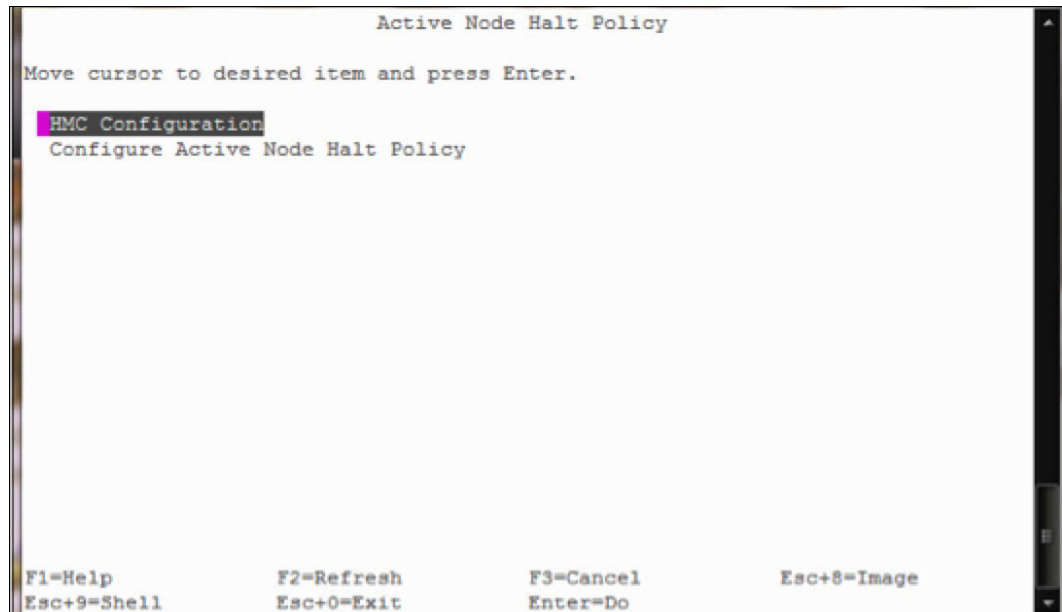 Active Node Halt Policy
Move cursor to desired item and press Enter.
HMC Configuration
Configure Active Node Halt Policy
F1=Help F2=Refresh F3=Cancel Esc+8=Image
Esc+9=Shell Esc+0=Exit Enter=Do